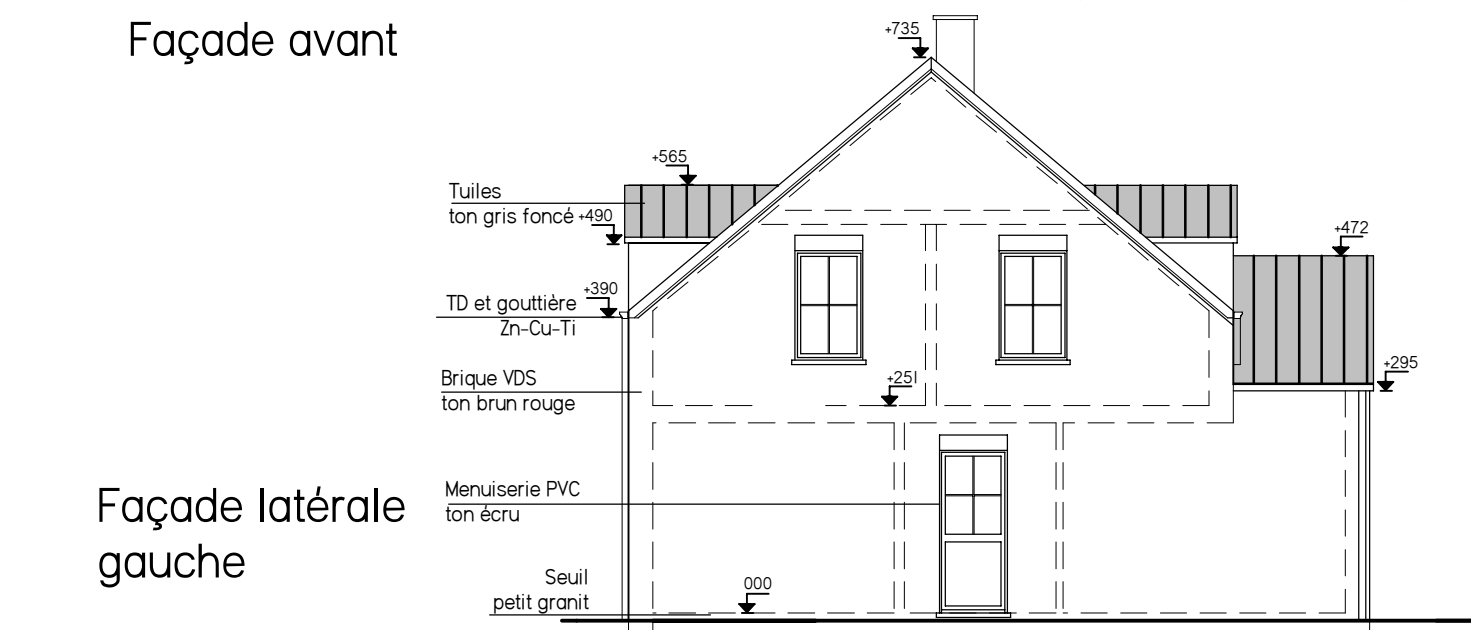 Façade avant
+735
+565
Tuiles
ton gris foncé
+490
+472
TD et gouttière
+390
Zn-Cu-Ti
+295
Brique VDS
+251
ton brun rouge
Façade latérale
gauche
Menuiserie PVC
ton écru
Seuil
petit granit
000